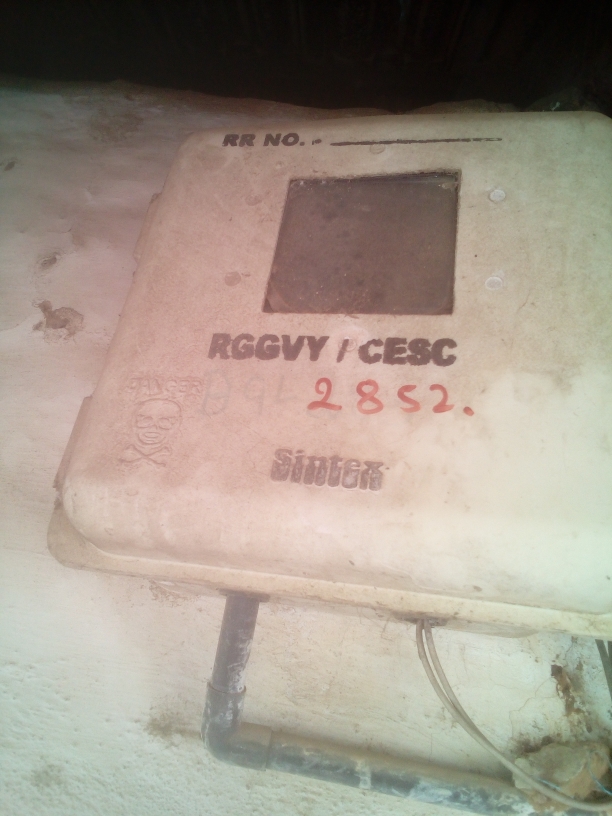 RR NO.
RGGVY / CESC
DANGER
2852.
Sintex